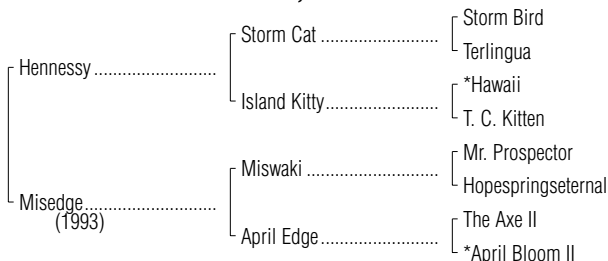 Storm Bird
Storm Cat ..........................
Terlingua
Hennessy ..........................
*Hawaii
Island Kitty........................
T. C. Kitten
Mr. Prospector
Miswaki ............................
Hopespringseternal
Misedge............................
(1993)
The Axe II
April Edge.........................
*April Bloom II